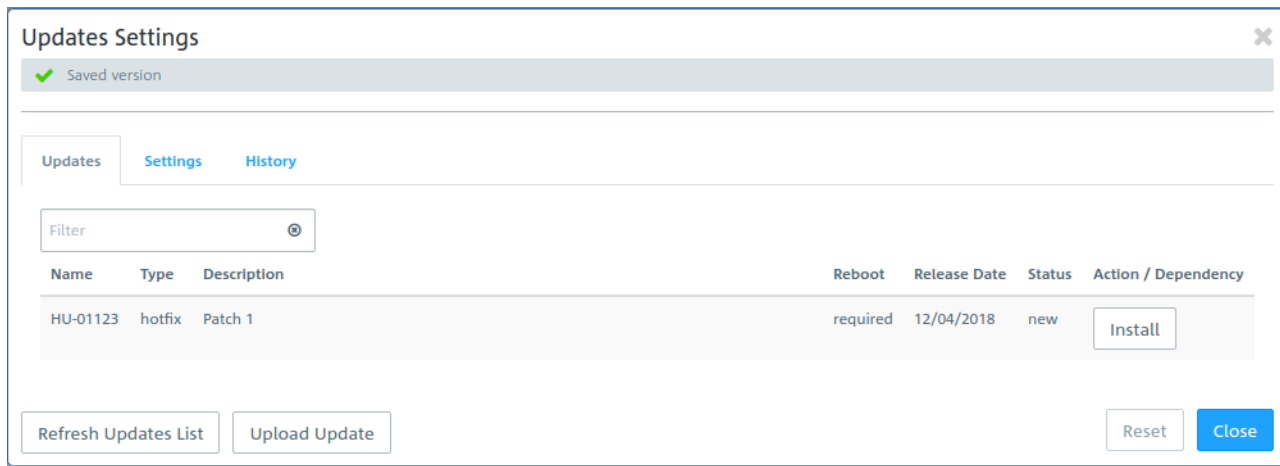 Updates Settings
Saved version
Updates Settings History
Filter
Name Type Description Reboot Release Date Status Action / Dependency
HU-01123 hotfix Patch 1 required 12/04/2018 new Install
Refresh Updates List Upload Update Reset Close